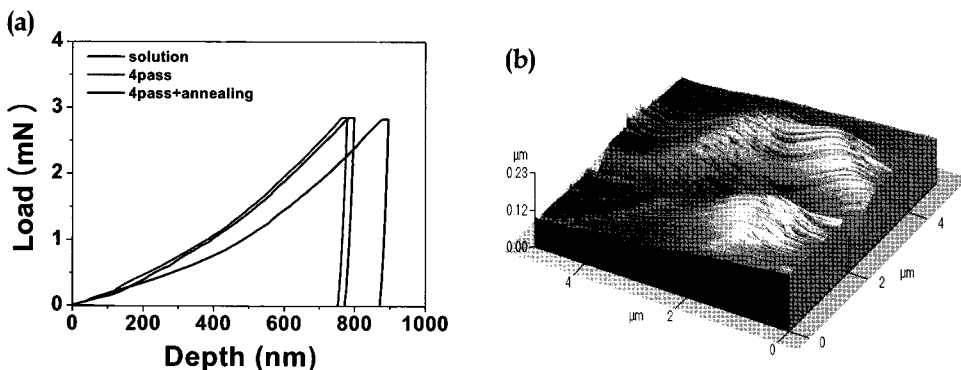 (a)
4
3
2
1
0
Load (mN)
solution
4pass
4pass+annealing
0 200 400 600 800 1000
Depth (nm)
(b)
µm
0.23
0.12
0.00
4
µm
2
0
0
2
µm
4